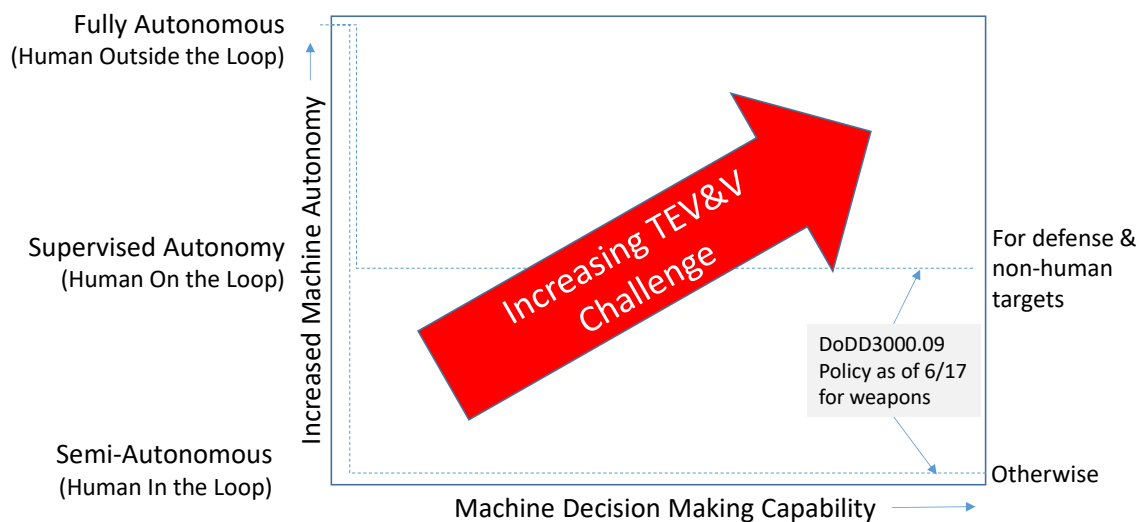 Fully Autonomous
(Human Outside the Loop)
Increased Machine Autonomy
Increasing TEV&V
Challenge
Supervised Autonomy
(Human On the Loop)
For defense &
non-human
targets
DoDD3000.09
Policy as of 6/17
for weapons
Semi-Autonomous
(Human In the Loop)
Otherwise
Machine Decision Making Capability